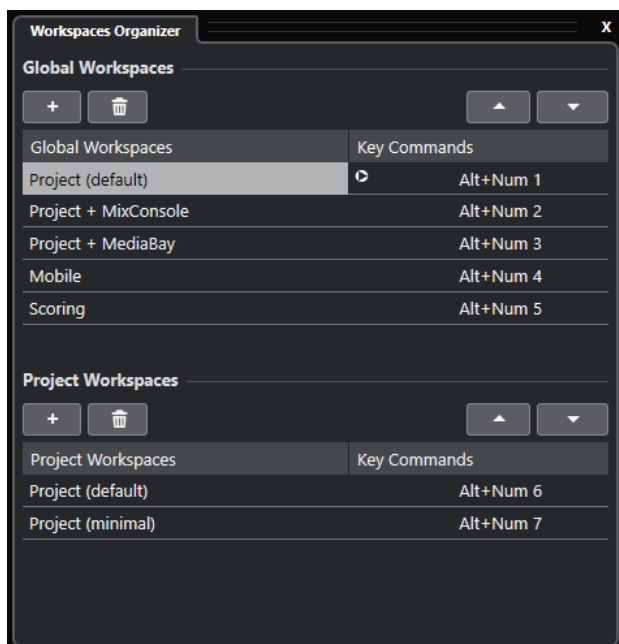 Workspaces Organizer X
Global Workspaces
Global Workspaces Key Commands
Project (default) Alt+Num 1
Project + MixConsole Alt+Num 2
Project + MediaBay Alt+Num 3
Mobile Alt+Num 4
Scoring Alt+Num 5
Project Workspaces
Project Workspaces Key Commands
Project (default) Alt+Num 6
Project (minimal) Alt+Num 7